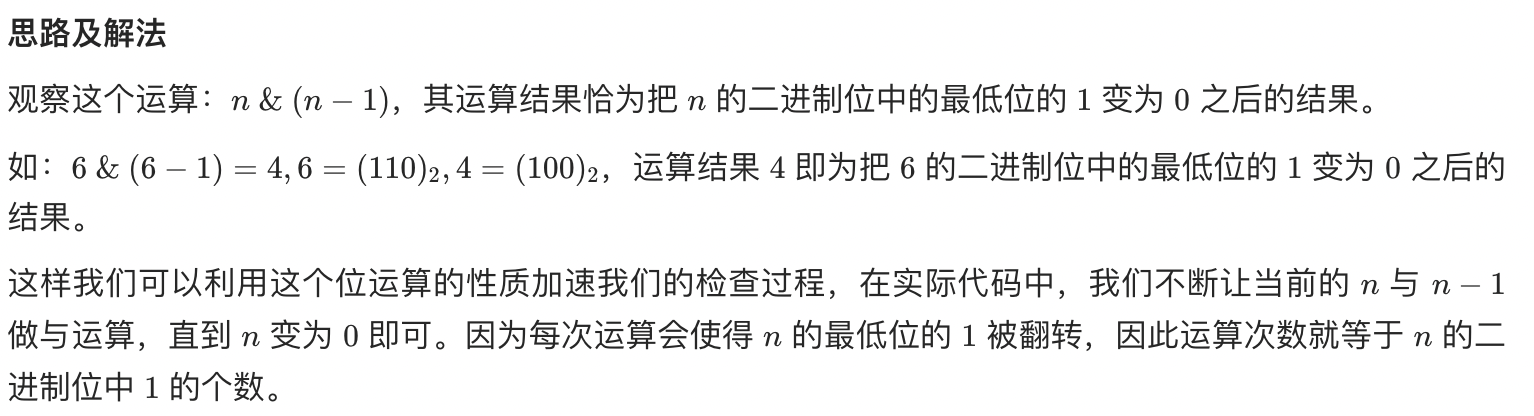 思路及解法
观察这个运算：n & (n − 1)，其运算结果恰为把 n 的二进制位中的最低位的 1 变为 0 之后的结果。
如：6 & (6 − 1) = 4, 6 = (110)₂, 4 = (100)₂，运算结果 4 即为把 6 的二进制位中的最低位的 1 变为 0 之后的
结果。
这样我们可以利用这个位运算的性质加速我们的检查过程，在实际代码中，我们不断让当前的 n 与 n − 1
做与运算，直到 n 变为 0 即可。因为每次运算会使得 n 的最低位的 1 被翻转，因此运算次数就等于 n 的二
进制位中 1 的个数。